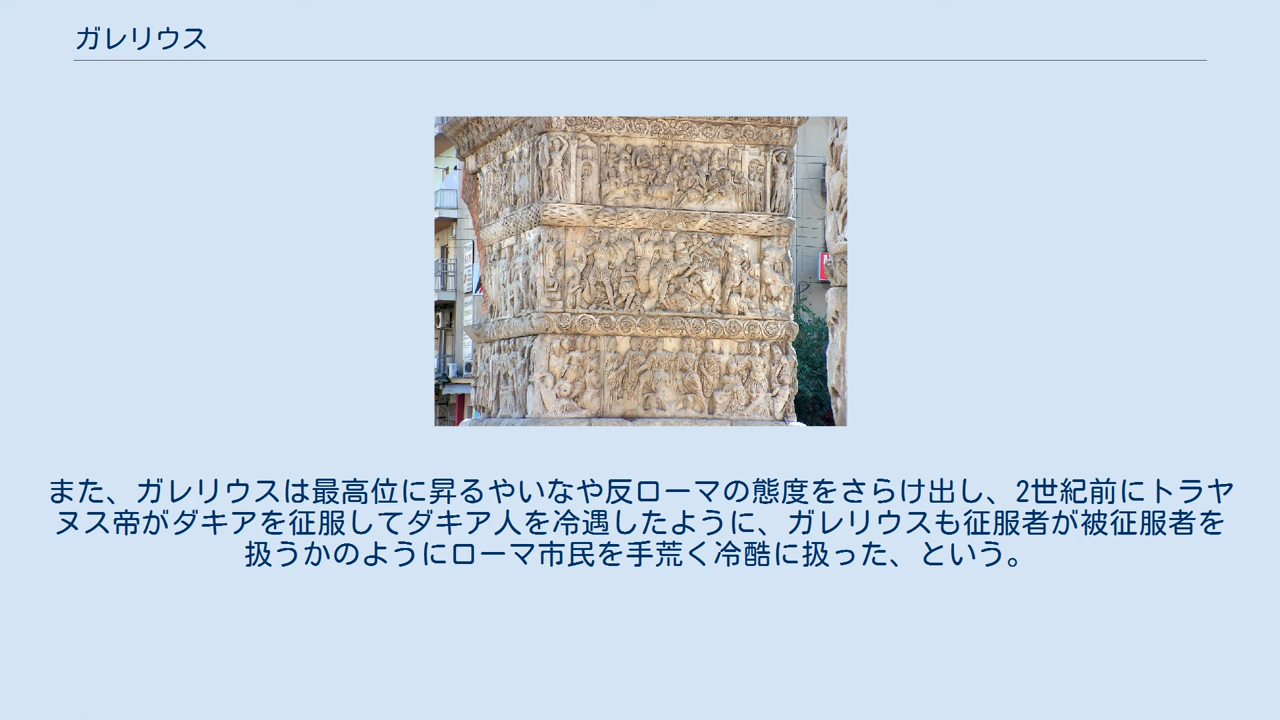 ガレリウス
また、ガレリウスは最高位に昇るやいなや反ローマの態度をさらけ出し、2世紀前にトラヤ
ヌス帝がダキアを征服してダキア人を冷遇したように、ガレリウスも征服者が被征服者を
扱うかのようにローマ市民を手荒く冷酷に扱った、という。